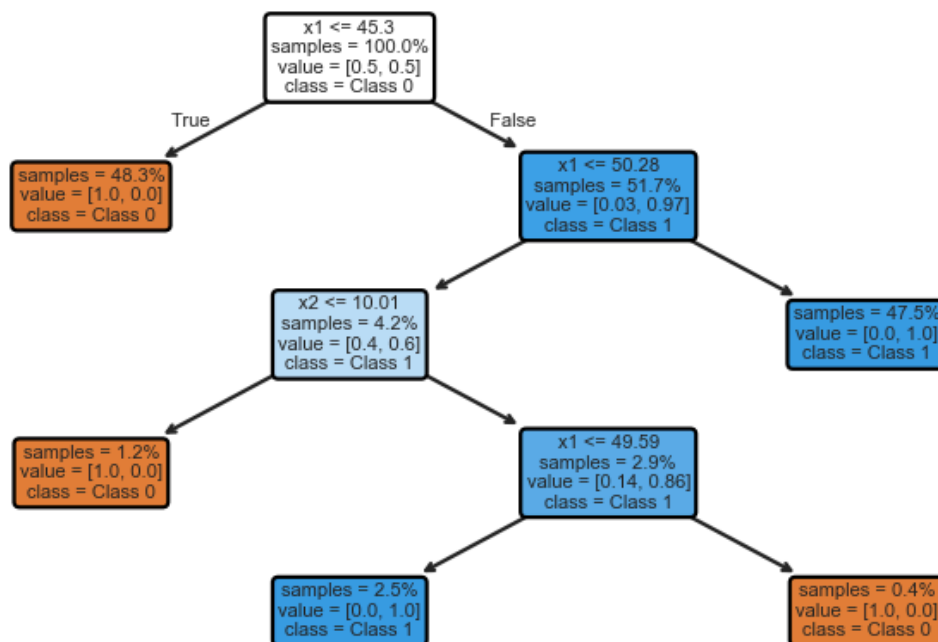 x1 <= 45.3
samples = 100.0%
value = [0.5, 0.5]
class = Class 0
True
False
samples = 48.3%
value = [1.0, 0.0]
class = Class 0
x1 <= 50.28
samples = 51.7%
value = [0.03, 0.97]
class = Class 1
x2 <= 10.01
samples = 4.2%
value = [0.4, 0.6]
class = Class 1
samples = 47.5%
value = [0.0, 1.0]
class = Class 1
samples = 1.2%
value = [1.0, 0.0]
class = Class 0
x1 <= 49.59
samples = 2.9%
value = [0.14, 0.86]
class = Class 1
samples = 2.5%
value = [0.0, 1.0]
class = Class 1
samples = 0.4%
value = [1.0, 0.0]
class = Class 0